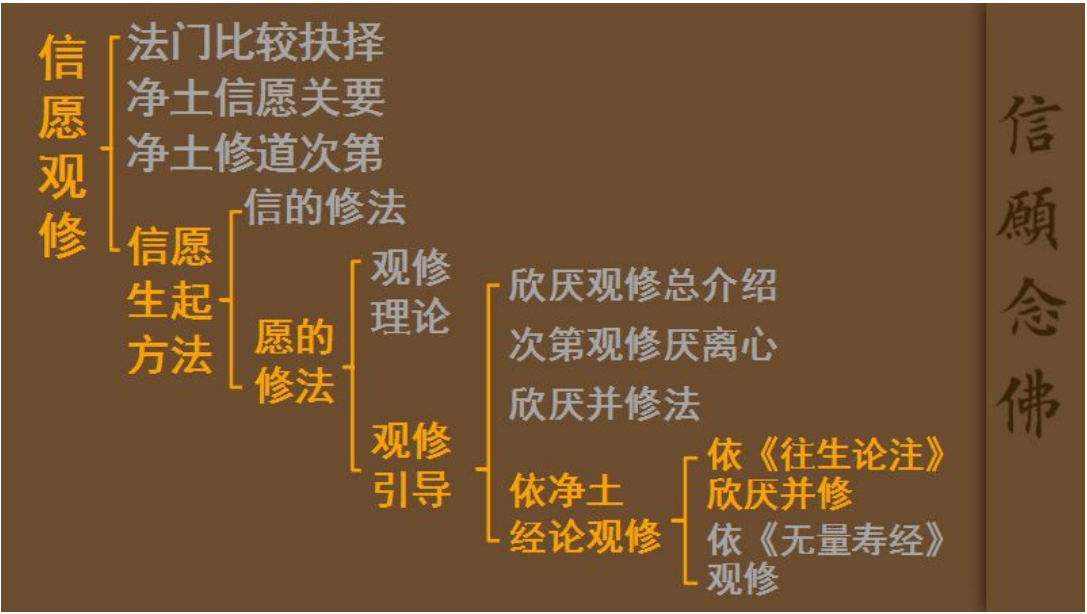 信愿观修
法门比较抉择
净土信愿关要
净土修道次第
信愿
生起
方法
信的修法
愿的
修法
观修
理论
观修
引导
欣厌观修总介绍
次第观修厌离心
欣厌并修法
依净土
经论观修
依《往生论注》
欣厌并修
依《无量寿经》
观修
信願念佛